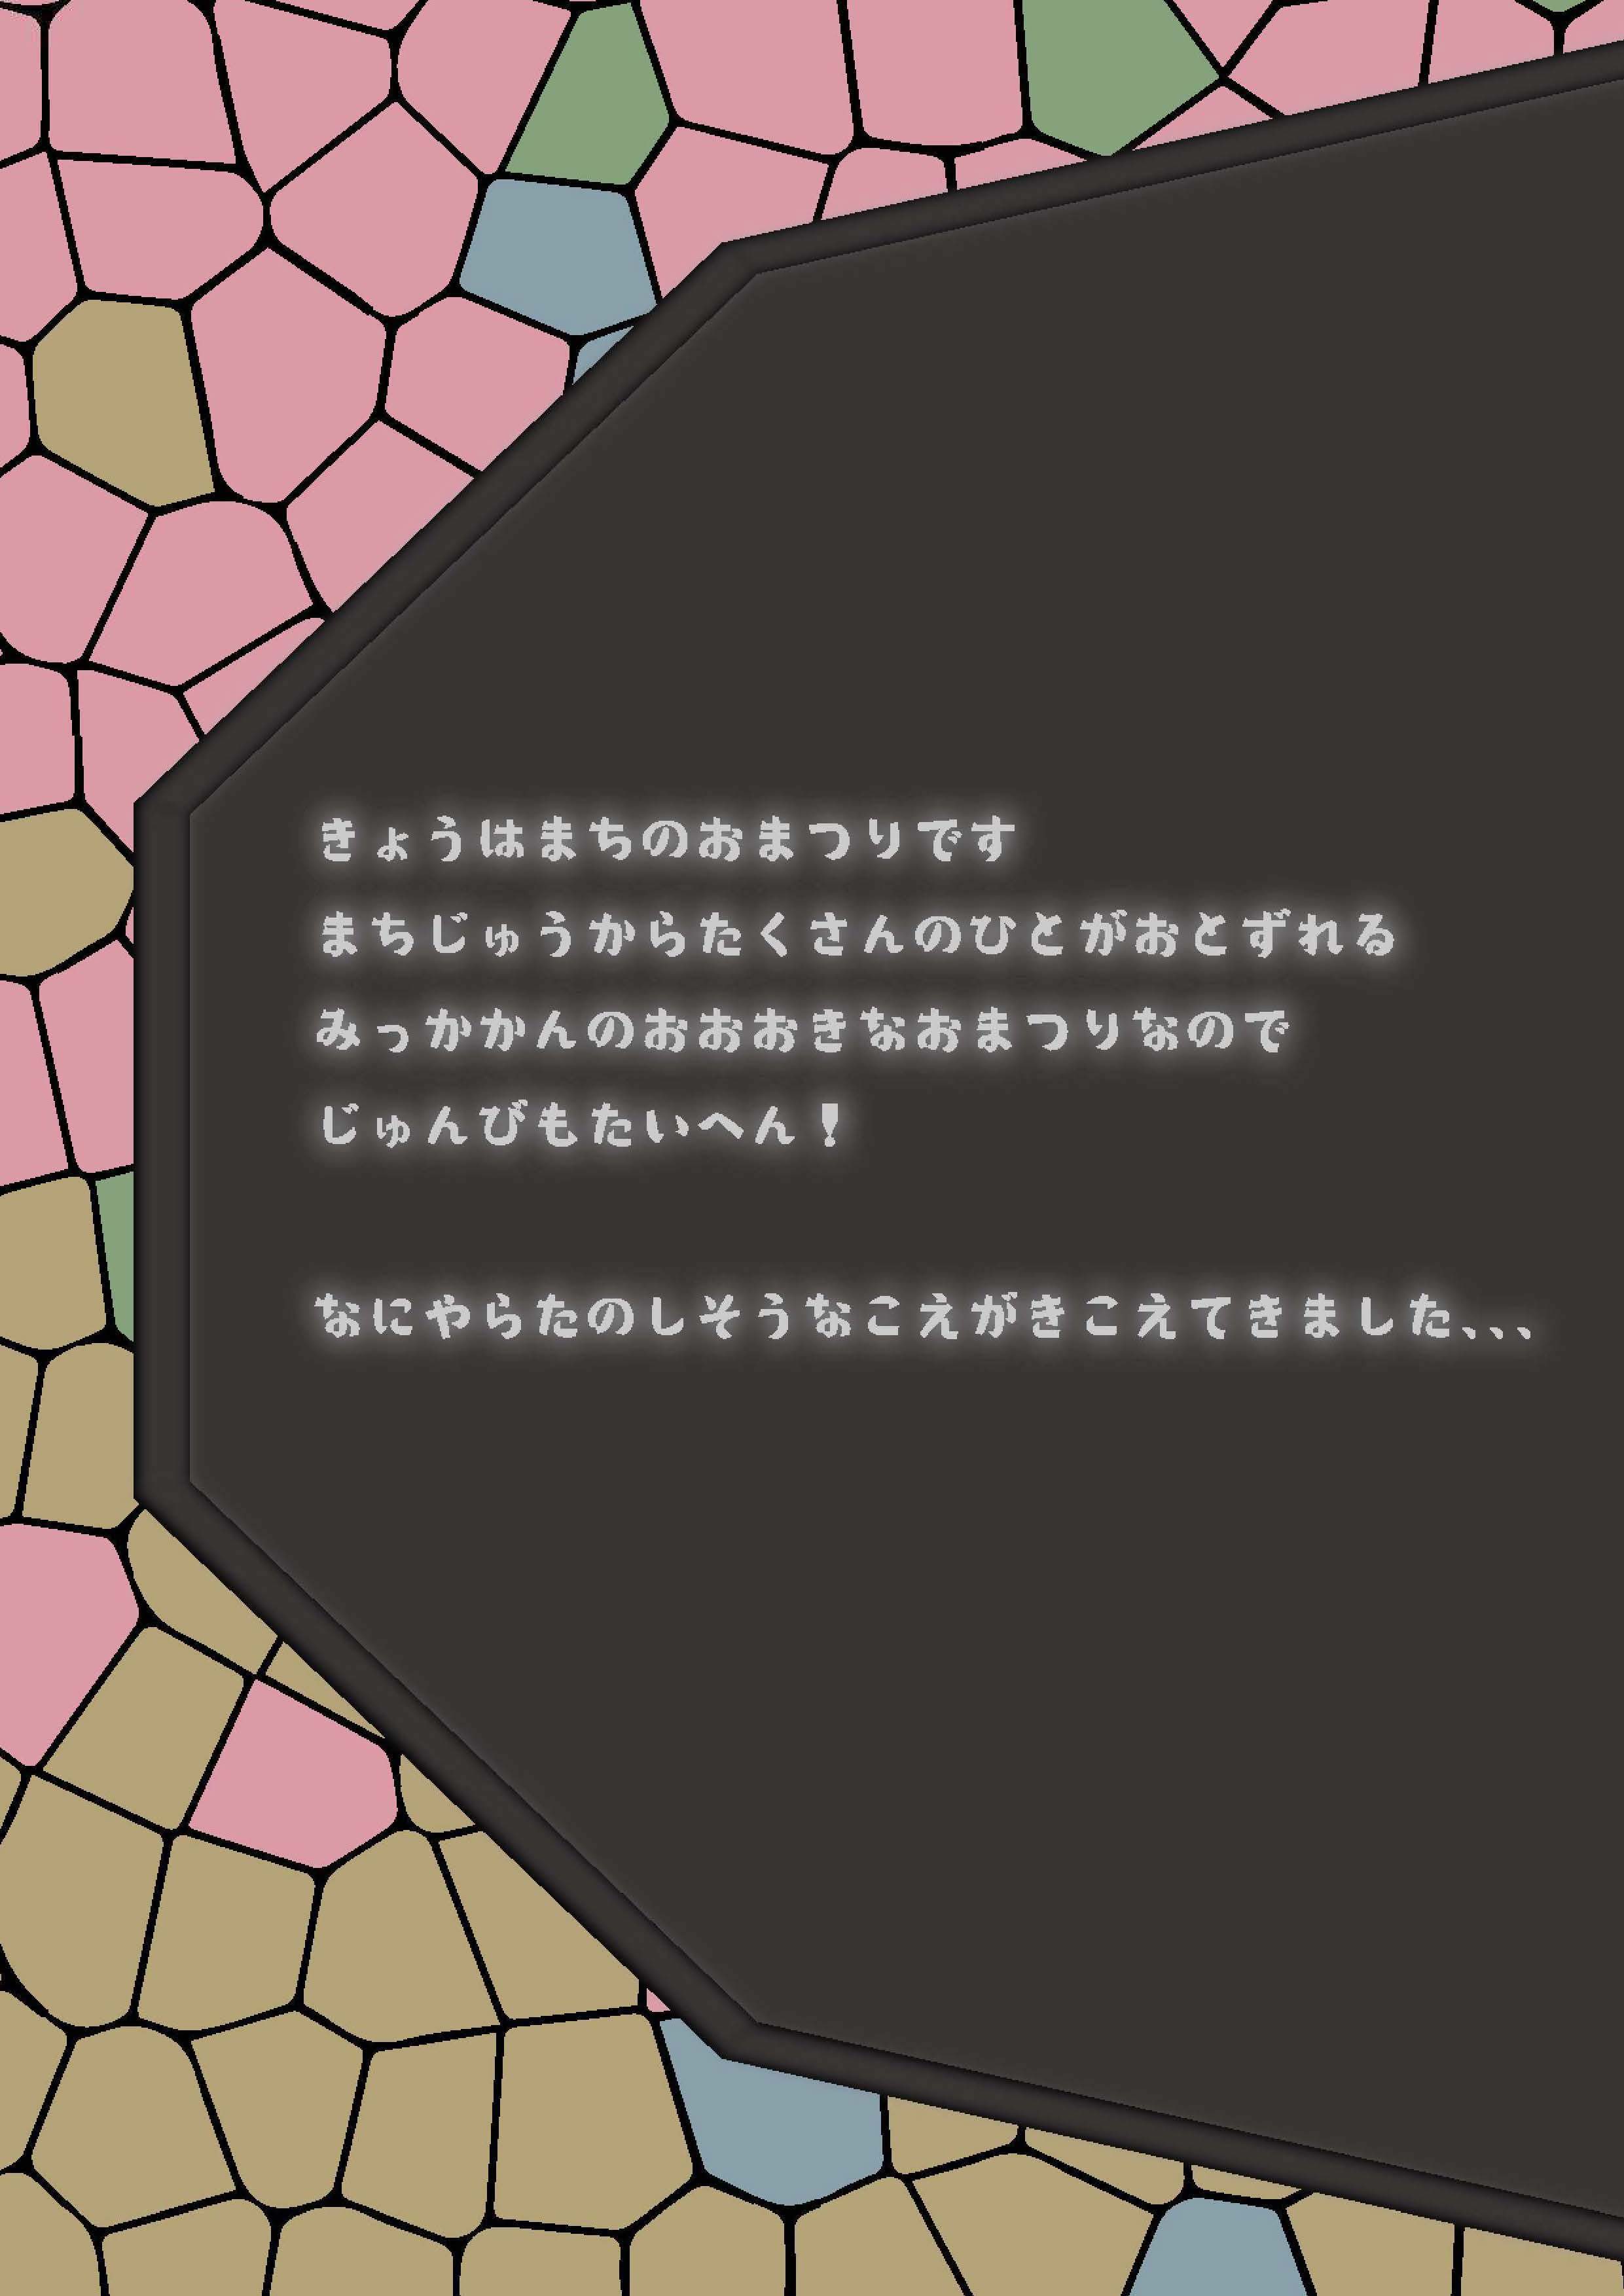 きょうはまちのおまつりです
まちじゅうからたくさんのひとがおとずれる
みっかかんのおおおきなおまつりなので
じゅんびもたいへん！
なにやらたのしそうなこえがきこえてきました、、、